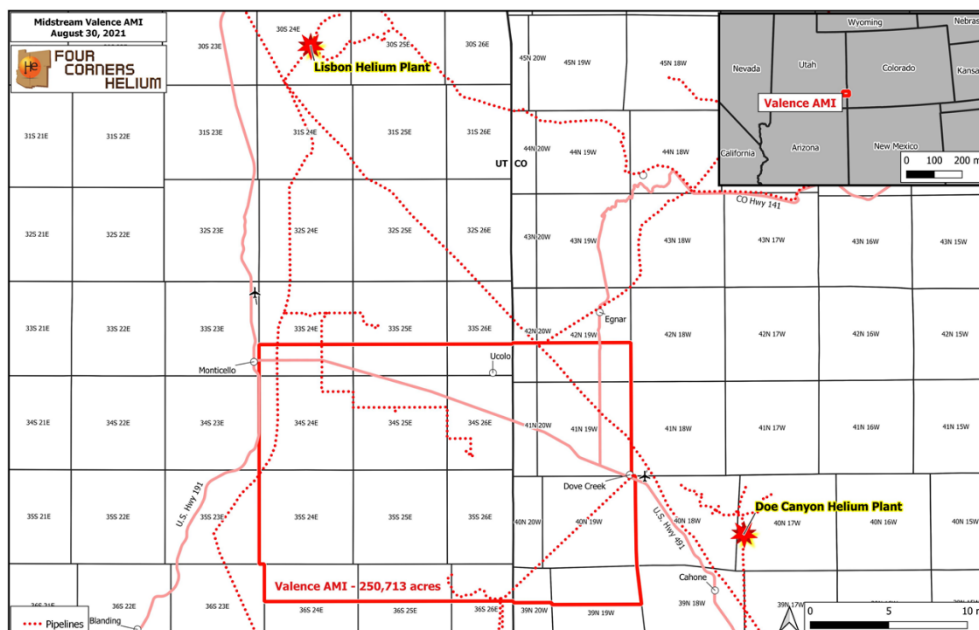 Midstream Valence AMI
August 30, 2021
He
FOUR
CORNERS
HELIUM
30S 23E
30S 24E
30S 25E
30S 26E
45N 20W
45N 19W
45N 18W
Lisbon Helium Plant
Wyoming
Nebras
Nevada
Utah
Colorado
Kansa
Valence AMI
California
Arizona
New Mexico
0 100 200 m
31S 21E
31S 22E
31S 23E
31S 24E
31S 25E
31S 26E
UT CO
44N 20W
44N 19W
44N 18W
CO Hwy 141
32S 21E
32S 22E
32S 23E
32S 24E
32S 25E
32S 26E
43N 20W
43N 19W
43N 18W
43N 17W
43N 16W
43N 15W
33S 21E
33S 22E
33S 23E
33S 24E
33S 25E
33S 26E
42N 20W
42N 19W
42N 18W
42N 17W
42N 16W
42N 15W
Egnar
Monticello
Ucolo
34S 21E
34S 22E
34S 23E
34S 24E
34S 25E
34S 26E
41N 20W
41N 19W
41N 18W
41N 17W
41N 16W
41N 15W
Dove Creek
U.S. Hwy 191
U.S. Hwy 491
Doe Canyon Helium Plant
35S 21E
35S 22E
35S 23E
35S 24E
35S 25E
35S 26E
40N 20W
40N 19W
40N 18W
40N 17W
40N 16W
40N 15W
Cahone
Valence AMI - 250,713 acres
36S 21E
36S 22E
36S 23E
36S 24E
36S 25E
36S 26E
39N 20W
39N 19W
39N 18W
39N 17W
Pipelines
Blanding
0 5 10 m